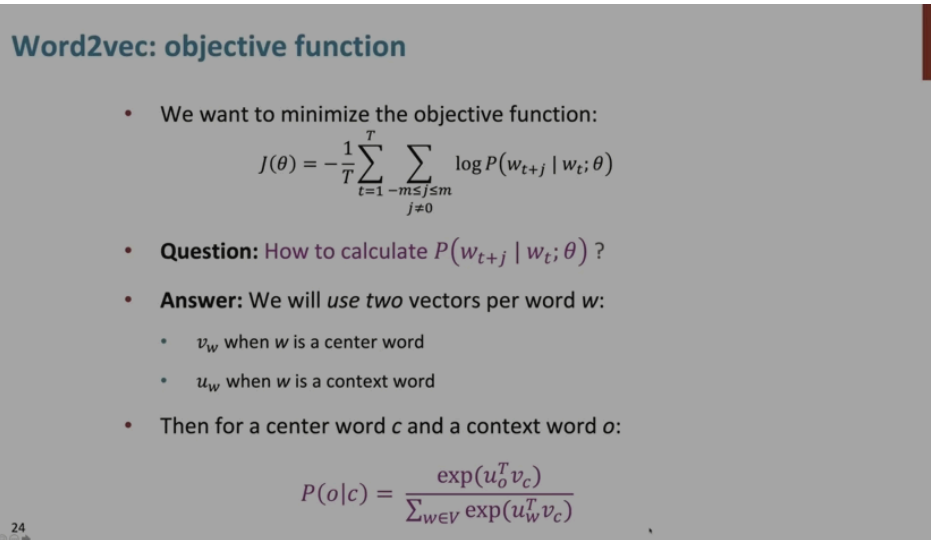 Word2vec: objective function
• We want to minimize the objective function:
J(θ) = −1/T ∑_{t=1}^{T} ∑_{−m≤j≤m, j≠0} log P(w_{t+j} | w_t; θ)
• Question: How to calculate P(w_{t+j} | w_t; θ) ?
• Answer: We will use two vectors per word w:
• v_w when w is a center word
• u_w when w is a context word
• Then for a center word c and a context word o:
P(o|c) = exp(u_o^T v_c) / ∑_{w∈V} exp(u_w^T v_c)
24